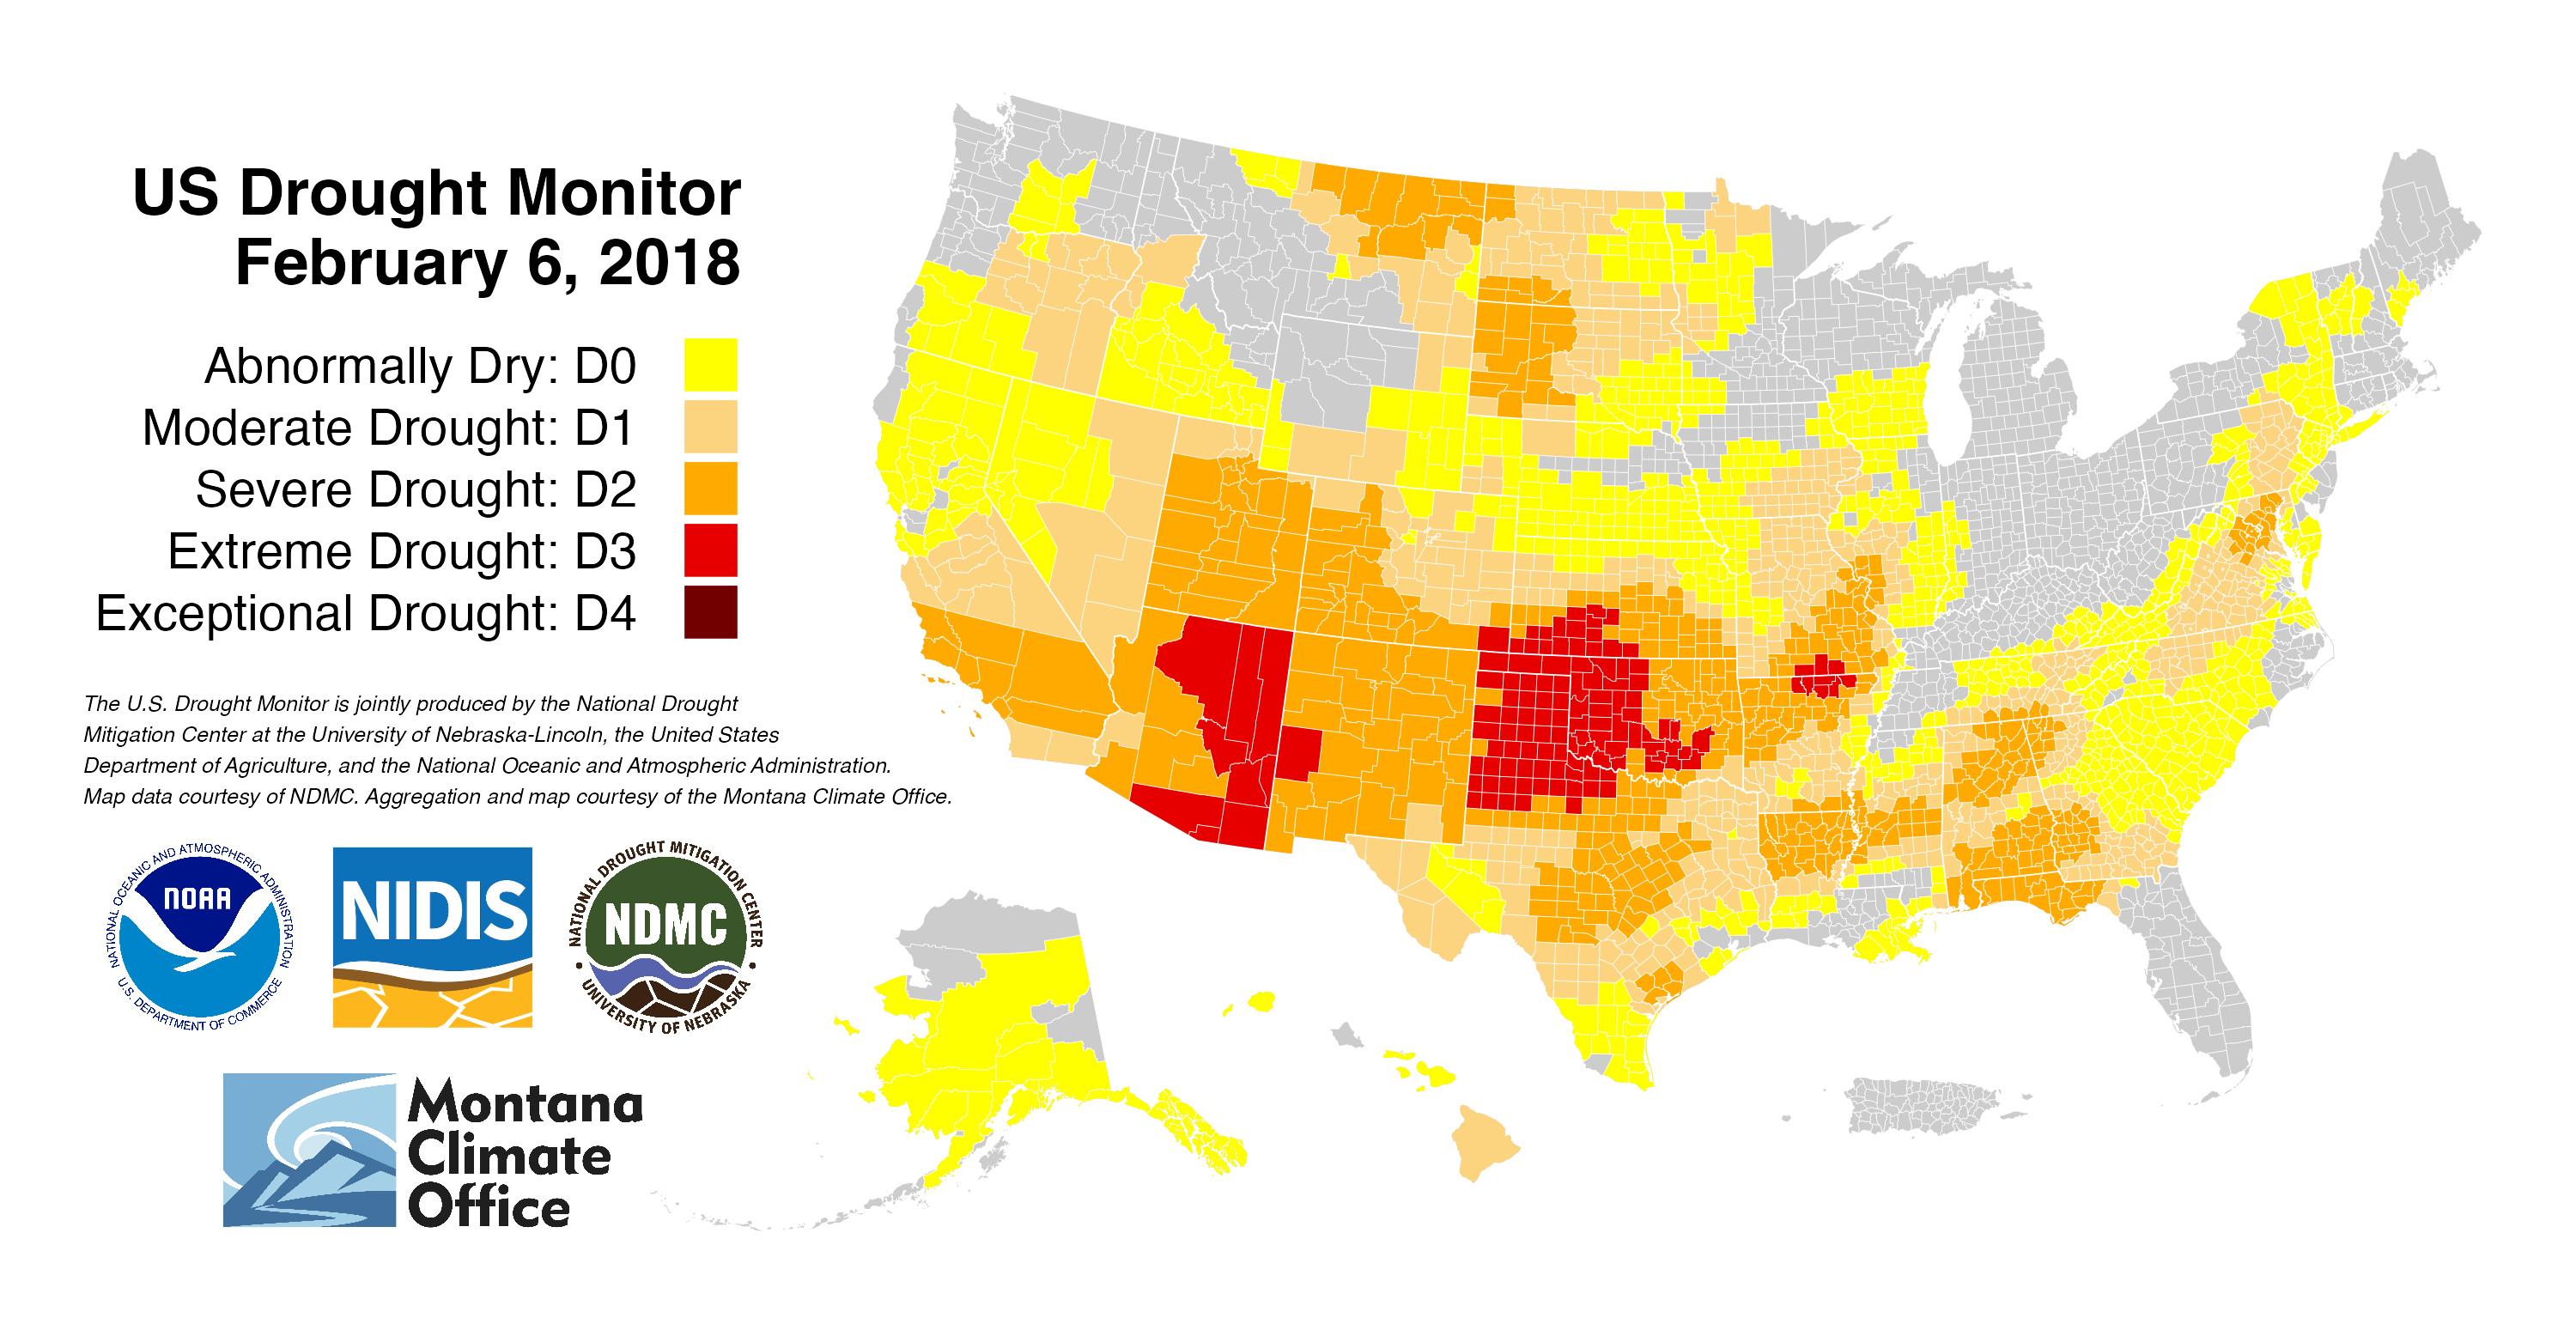 US Drought Monitor
February 6, 2018
Abnormally Dry: D0
Moderate Drought: D1
Severe Drought: D2
Extreme Drought: D3
Exceptional Drought: D4
The U.S. Drought Monitor is jointly produced by the National Drought
Mitigation Center at the University of Nebraska-Lincoln, the United States
Department of Agriculture, and the National Oceanic and Atmospheric Administration.
Map data courtesy of NDMC. Aggregation and map courtesy of the Montana Climate Office.
NATIONAL OCEANIC AND ATMOSPHERIC ADMINISTRATION
NOAA
U.S. DEPARTMENT OF COMMERCE
NIDIS
NATIONAL DROUGHT MITIGATION CENTER
NDMC
UNIVERSITY OF NEBRASKA
Montana
Climate
Office